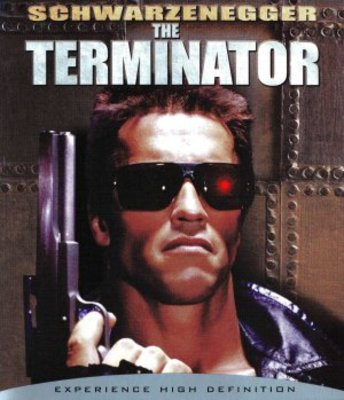 SCHWARZENEGGER
THE
TERMINATOR
EXPERIENCE HIGH DEFINITION